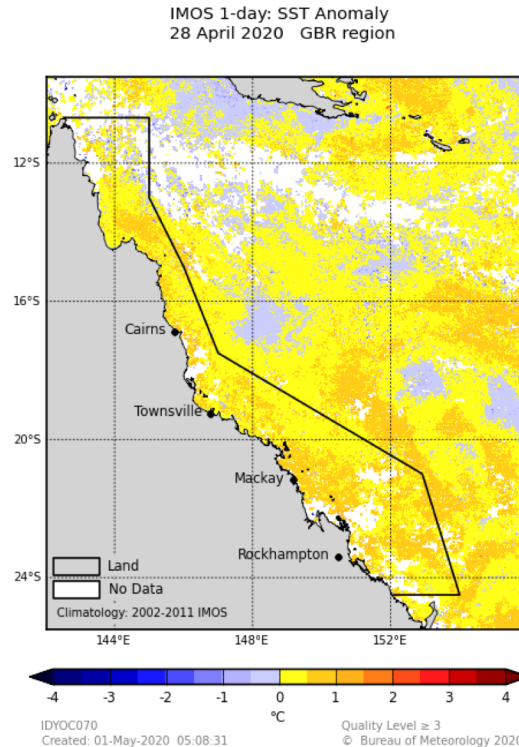 IMOS 1-day: SST Anomaly
28 April 2020 GBR region
12°S
16°S
Cairns
Townsville
20°S
Mackay
Rockhampton
24°S
Land
No Data
Climatology: 2002-2011 IMOS
144°E 148°E 152°E
-4 -3 -2 -1 0 1 2 3 4
°C
IDYOC070 Quality Level ≥ 3
Created: 01-May-2020 05:08:31 © Bureau of Meteorology 2020